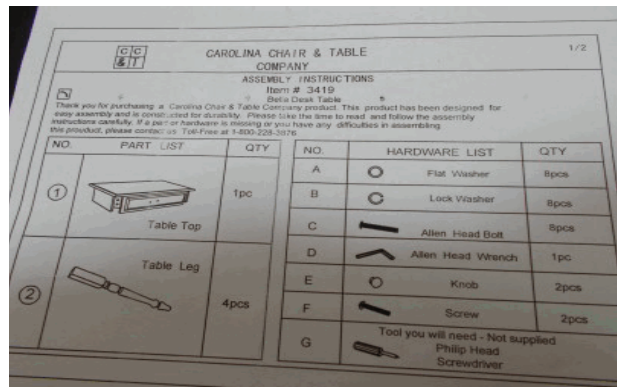 CC
&T
CAROLINA CHAIR & TABLE
COMPANY
1/2
ASSEMBLY INSTRUCTIONS
Item # 3419
Bella Desk Table
Thank you for purchasing a Carolina Chair & Table Company product. This product has been designed for
easy assembly and is constructed for durability. Please take the time to read and follow the assembly
instructions carefully. If a part or hardware is missing or you have any difficulties in assembling
this prouduct, please contact us Toll-Free at 1-800-228-
NO. PART LIST QTY
1 Table Top 1pc
2 Table Leg 4pcs
NO. HARDWARE LIST QTY
A Flat Washer 8pcs
B Lock Washer 8pcs
C Allen Head Bolt 8pcs
D Allen Head Wrench 1pc
E Knob 2pcs
F Screw 2pcs
G Tool you will need - Not supplied
Philip Head
Screwdriver